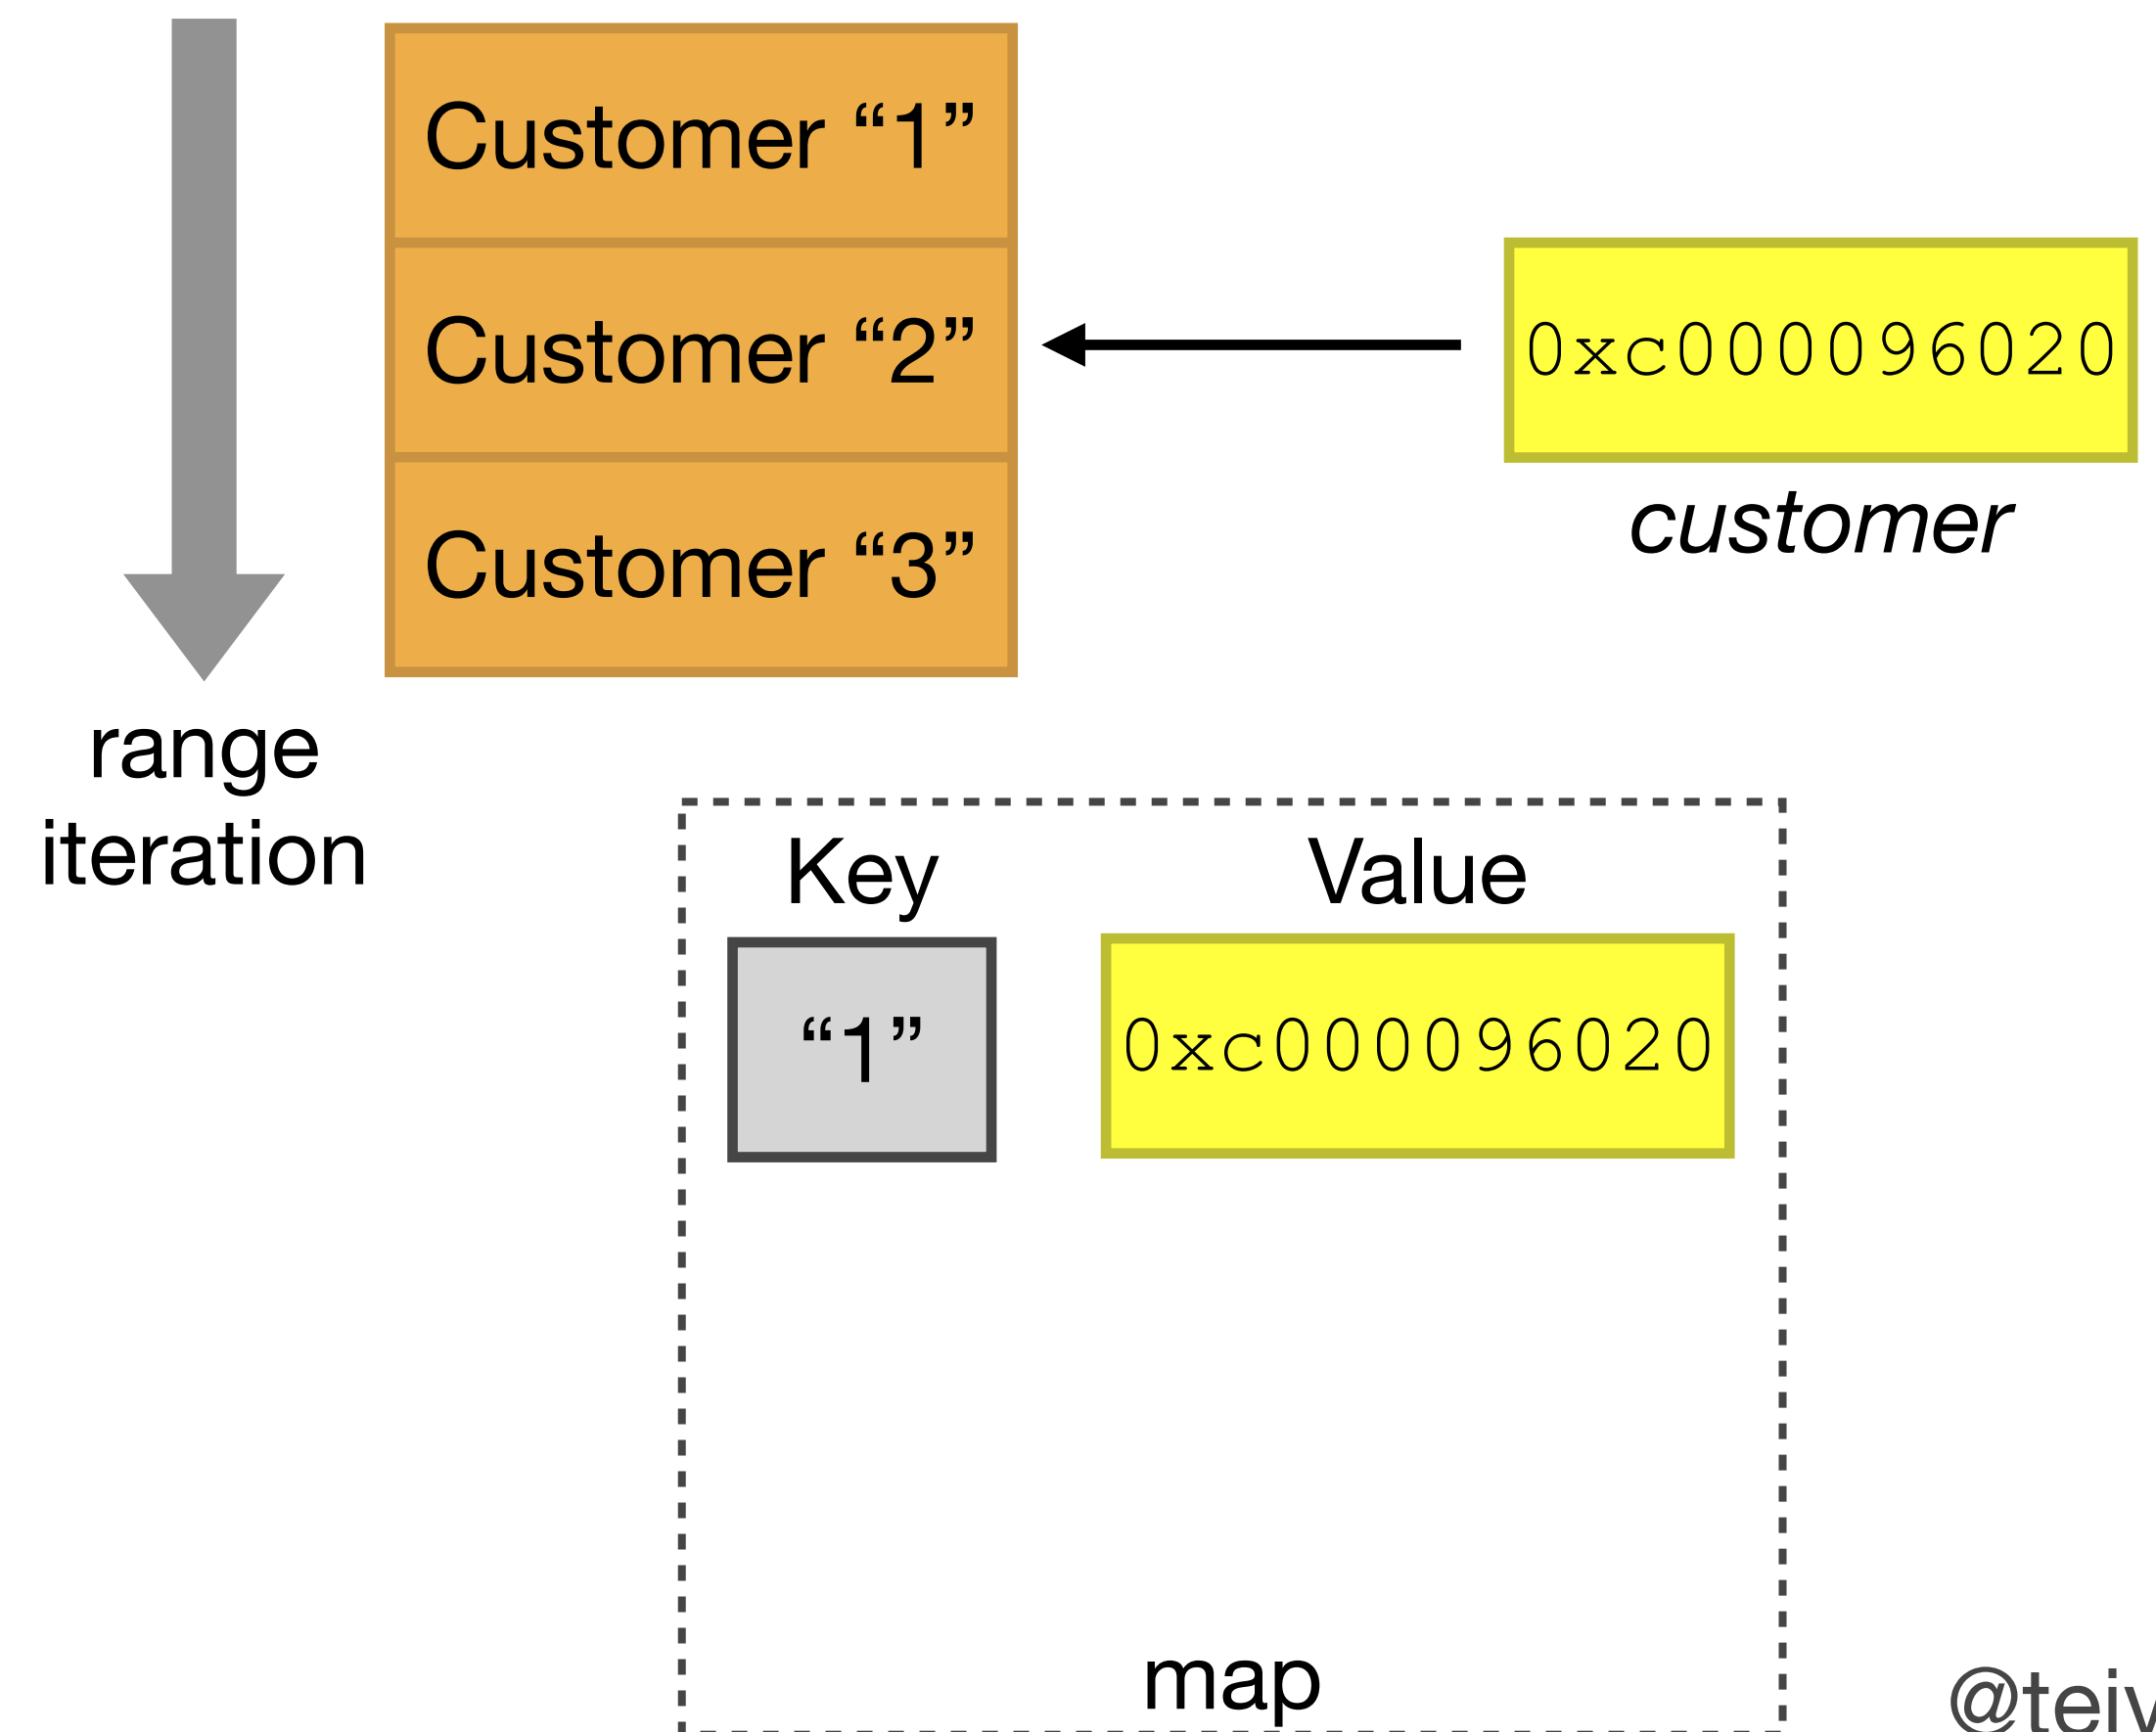 Customer “1”
Customer “2”
Customer “3”
0xc000096020
customer
range
iteration
Key
Value
“1”
0xc000096020
map